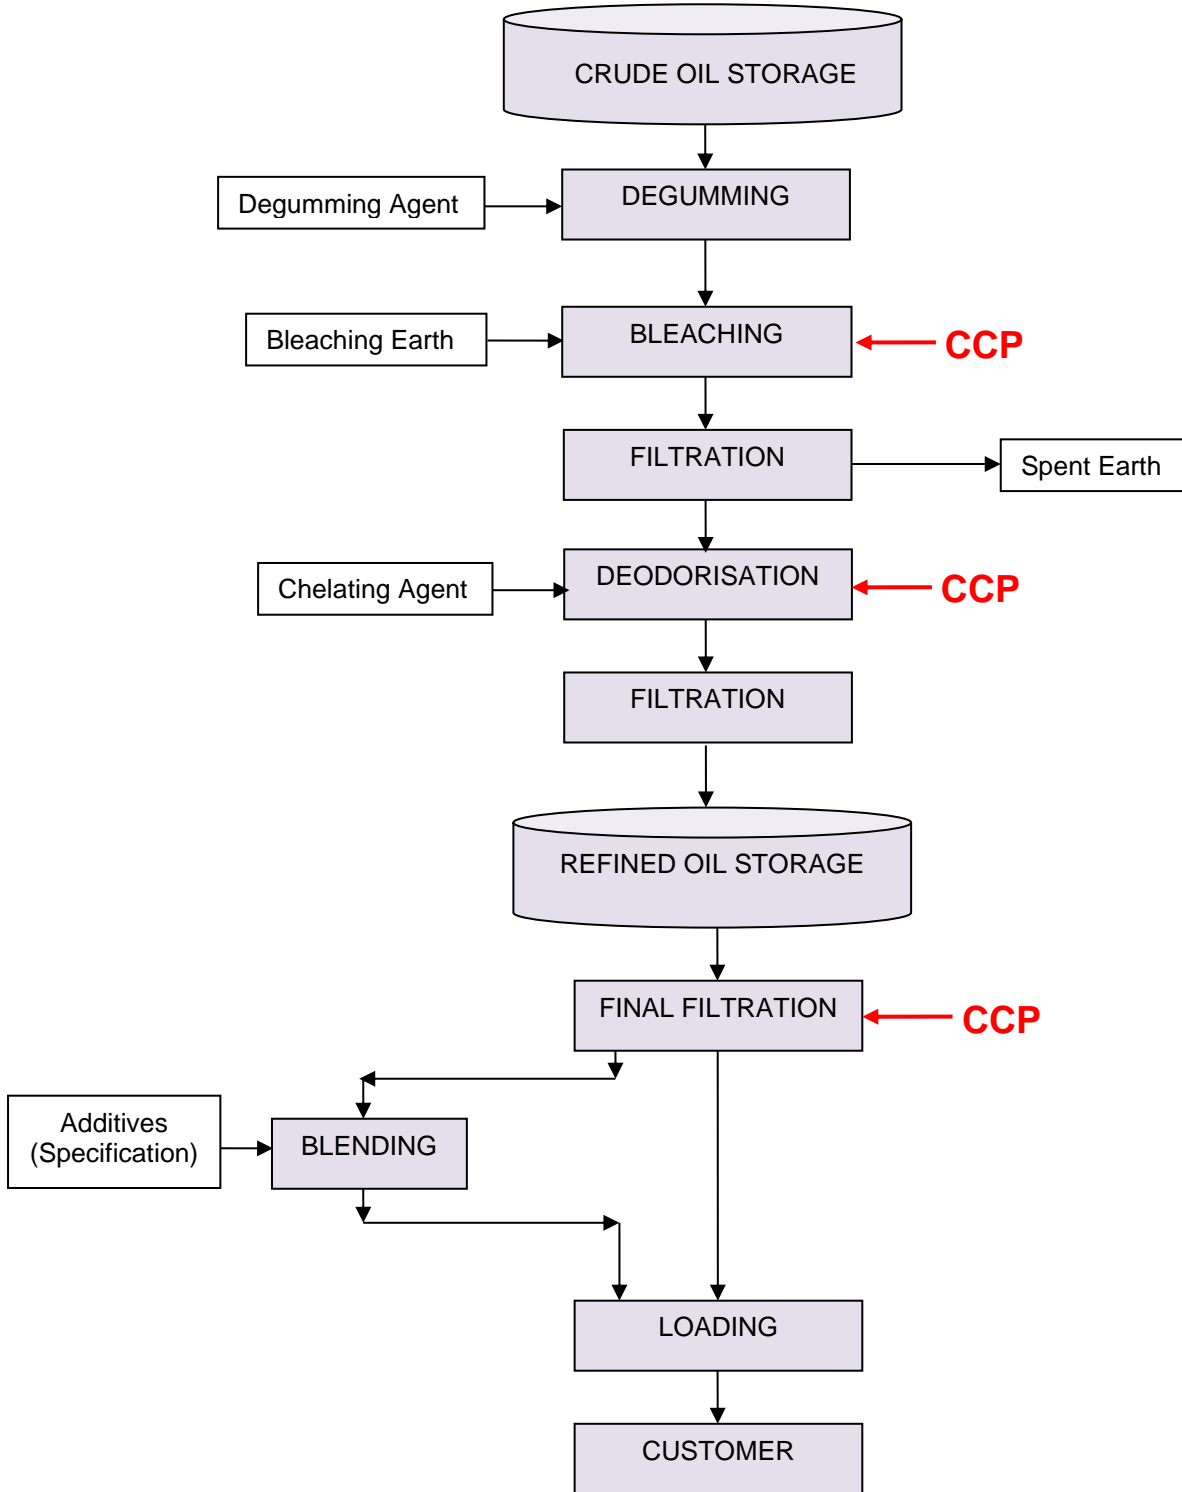 CRUDE OIL STORAGE
Degumming Agent
DEGUMMING
Bleaching Earth
BLEACHING
CCP
FILTRATION
Spent Earth
Chelating Agent
DEODORISATION
CCP
FILTRATION
REFINED OIL STORAGE
FINAL FILTRATION
CCP
Additives
(Specification)
BLENDING
LOADING
CUSTOMER